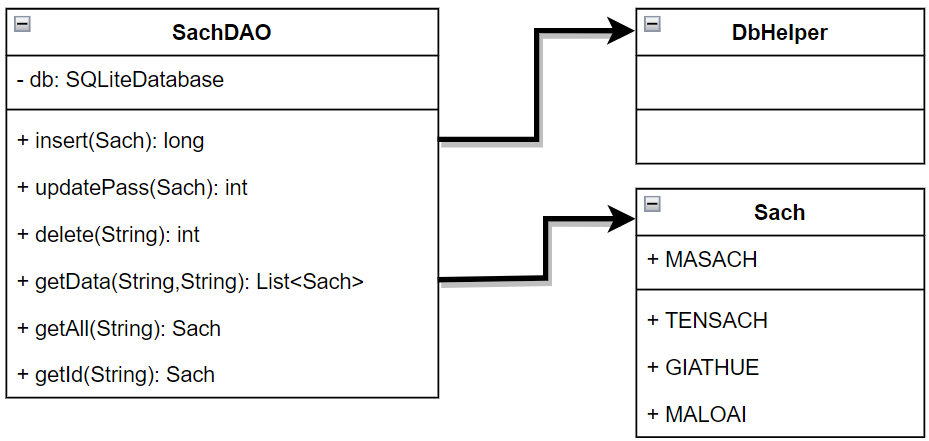 SachDAO
- db: SQLiteDatabase
+ insert(Sach): long
+ updatePass(Sach): int
+ delete(String): int
+ getData(String,String): List<Sach>
+ getAll(String): Sach
+ getId(String): Sach
DbHelper
Sach
+ MASACH
+ TENSACH
+ GIATHUE
+ MALOAI